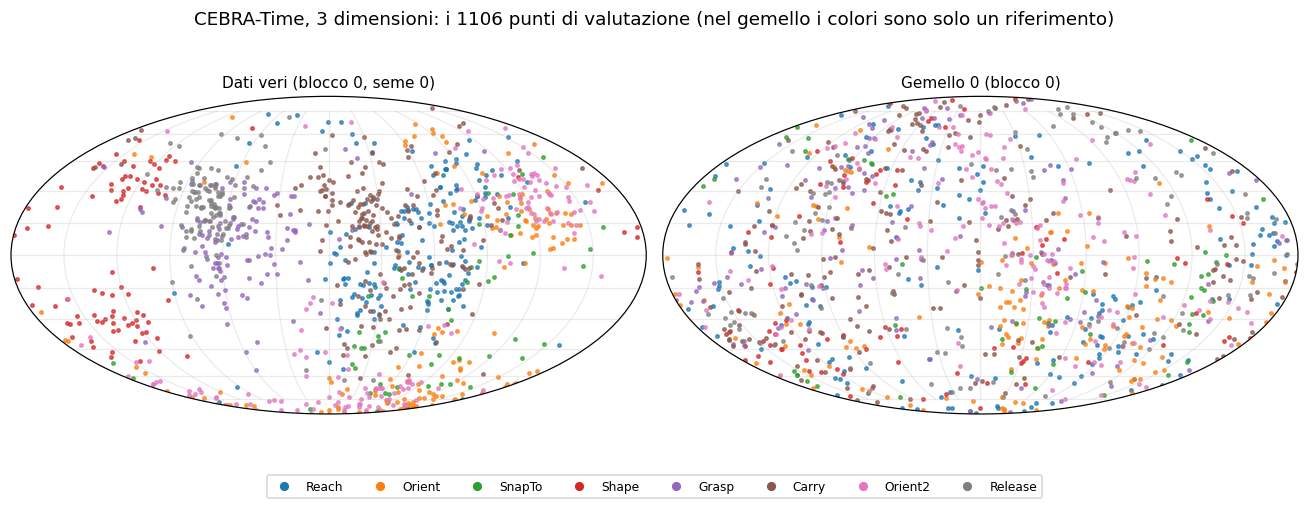 CEBRA-Time, 3 dimensioni: i 1106 punti di valutazione (nel gemello i colori sono solo un riferimento)
Dati veri (blocco 0, seme 0)
Gemello 0 (blocco 0)
Reach
Orient
SnapTo
Shape
Grasp
Carry
Orient2
Release